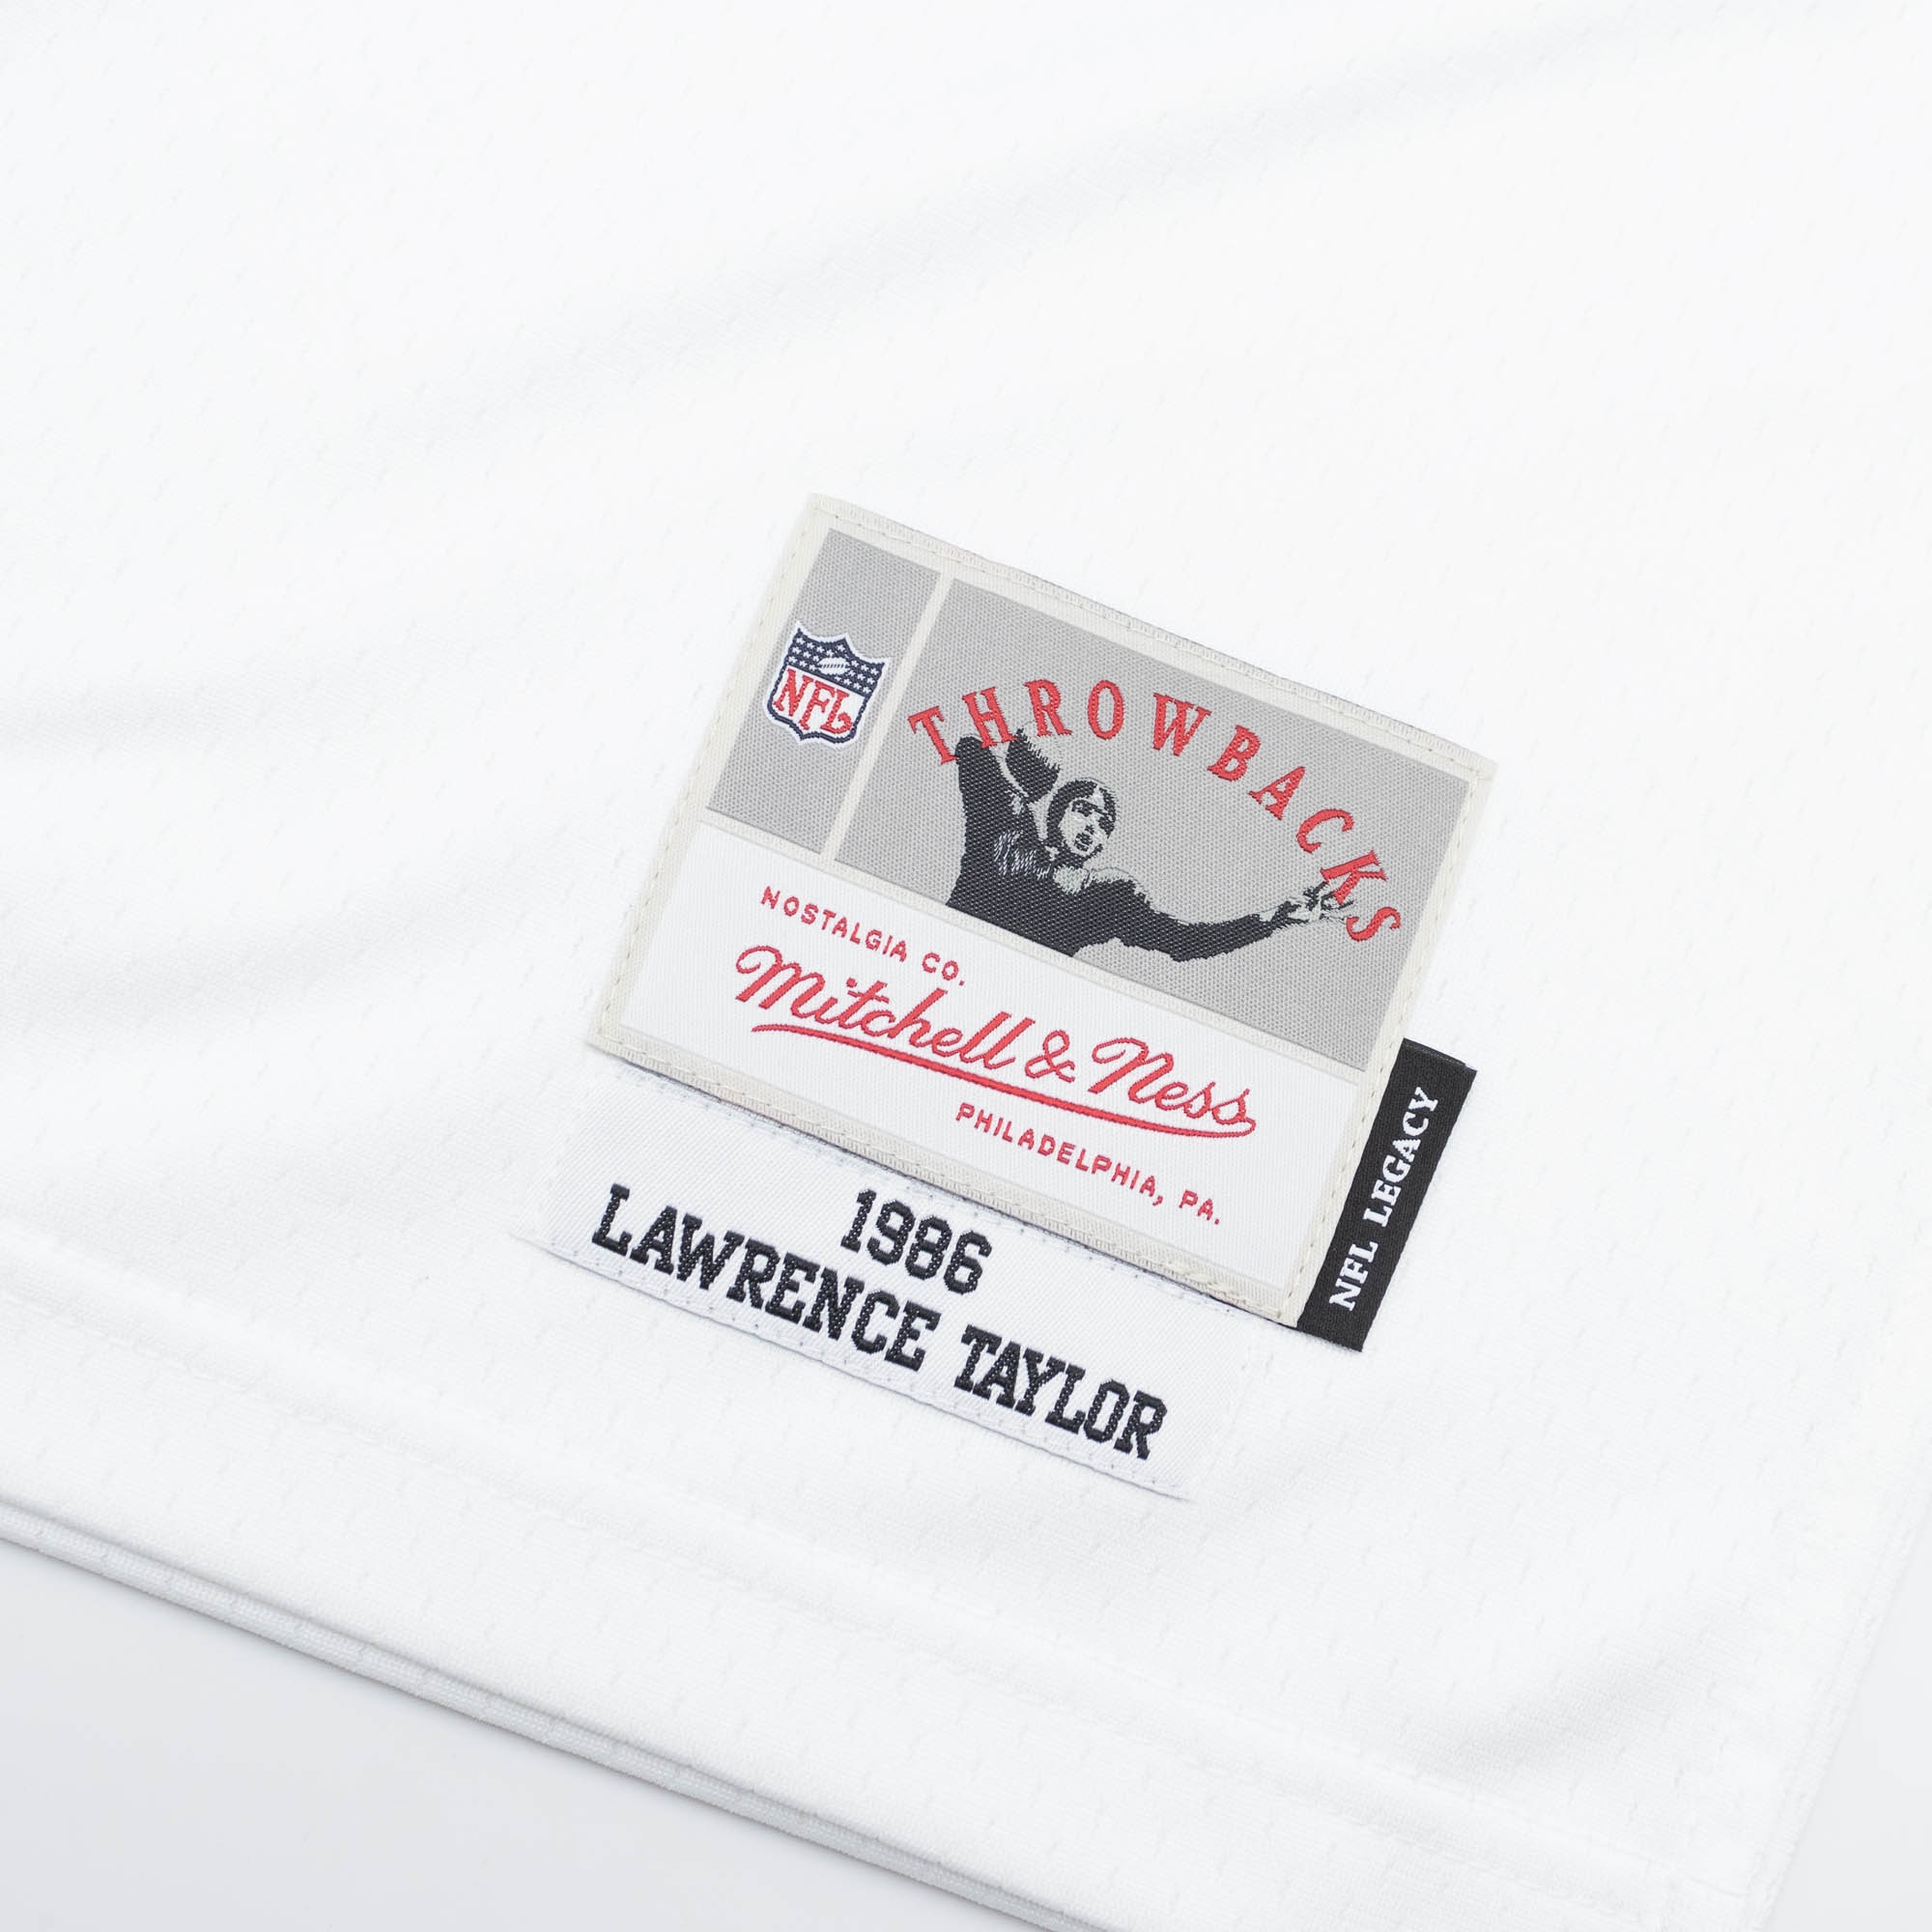 NFL
THROWBACKS
NOSTALGIA CO.
Mitchell & Ness
PHILADELPHIA, PA.
NFL LEGACY
1986
LAWRENCE TAYLOR